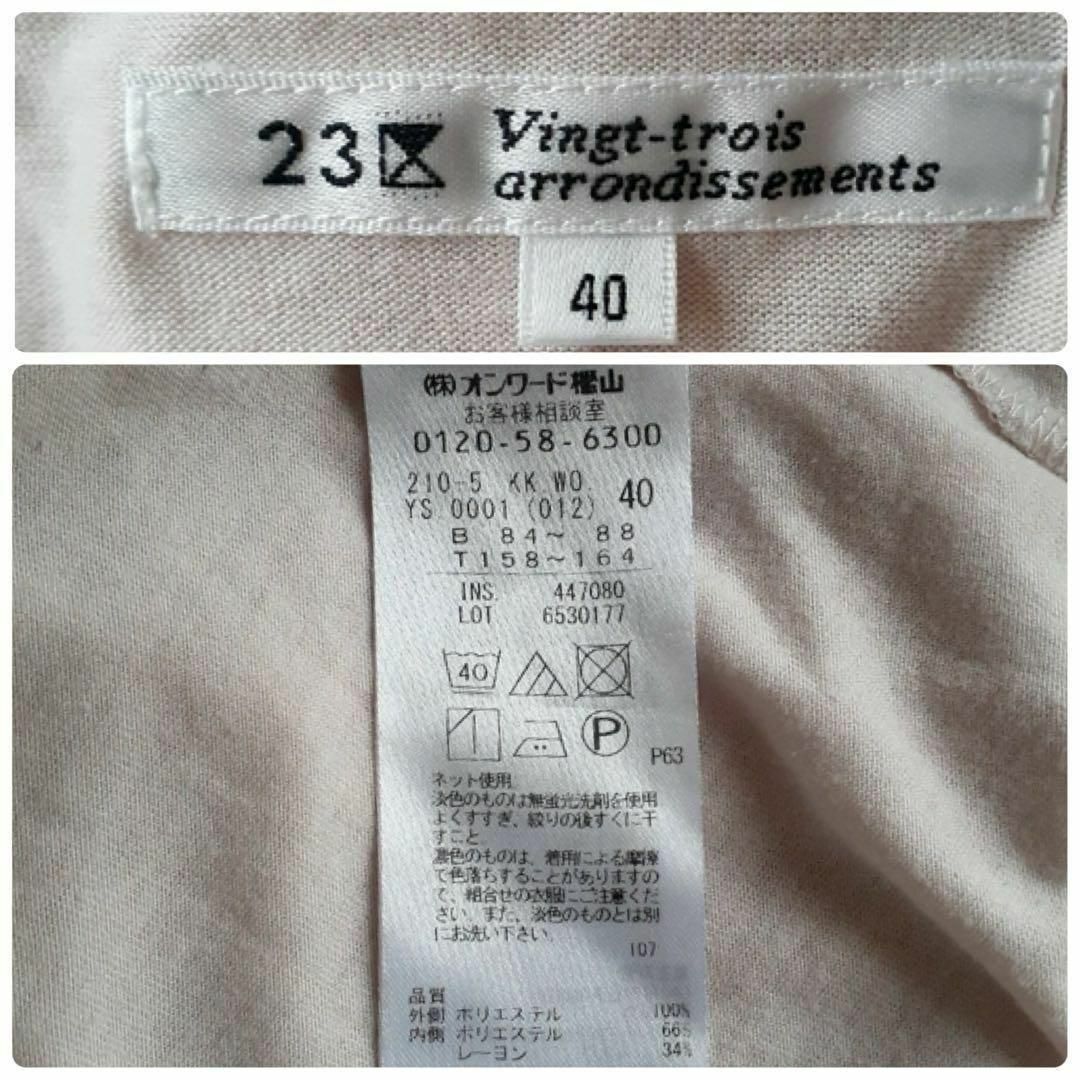 23区 Vingt-trois
arrondissements
40
(株)オンワード樫山
お客様相談室
0120-58-6300
210-5 KK WO. 40
YS 0001 (012)
B 84~ 88
T158~164
INS. 447080
LOT 6530177
40
P
P63
ネット使用
淡色のものは無蛍光洗剤を使用
よくすすぎ、絞りの後すぐに干
すこと
濃色のものは、着用による摩擦
で色落ちすることがありますの
で、組合せの衣服にご注意くだ
さい。また、淡色のものとは別
にお洗い下さい。
107
品質
外側 ポリエステル 100%
内側 ポリエステル 66%
レーヨン 34%